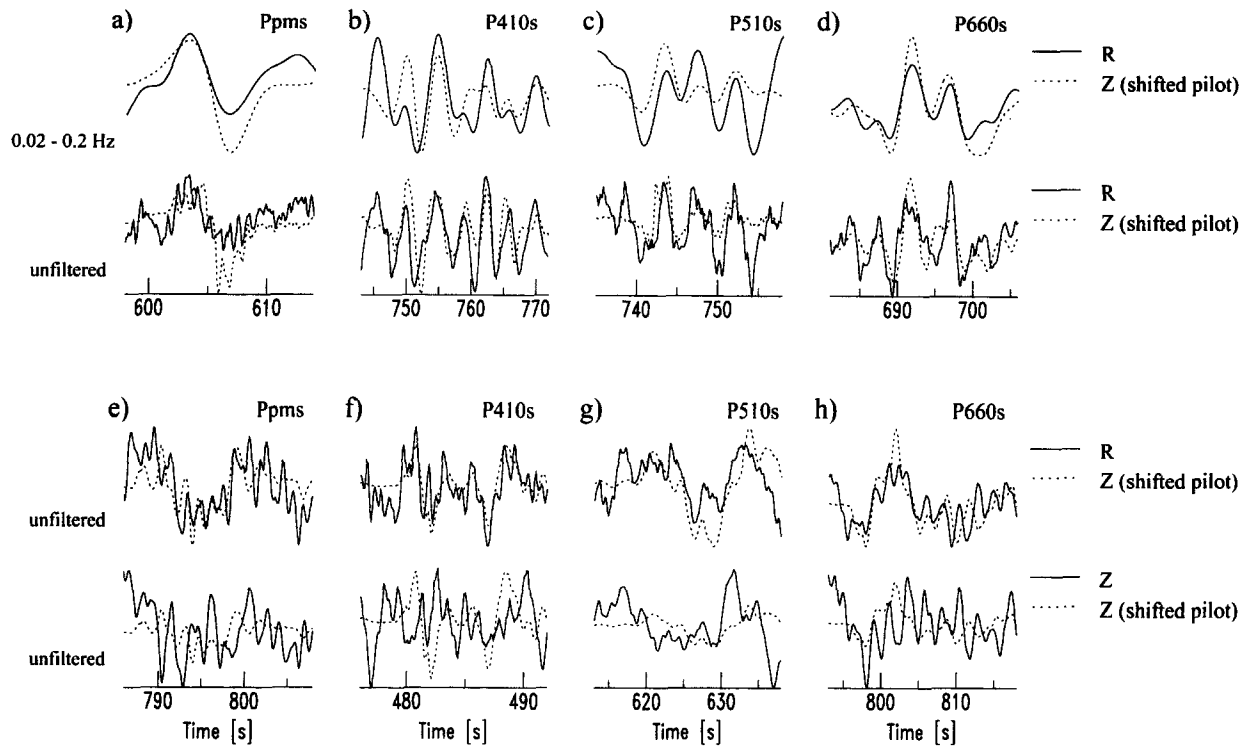 a) Ppms b) P410s c) P510s d) P660s
R
Z (shifted pilot)
0.02 - 0.2 Hz
R
Z (shifted pilot)
unfiltered
600 610 750 760 770 740 750 690 700
e) Ppms f) P410s g) P510s h) P660s
R
Z (shifted pilot)
unfiltered
Z
Z (shifted pilot)
unfiltered
790 800 480 490 620 630 800 810
Time [s] Time [s] Time [s] Time [s]